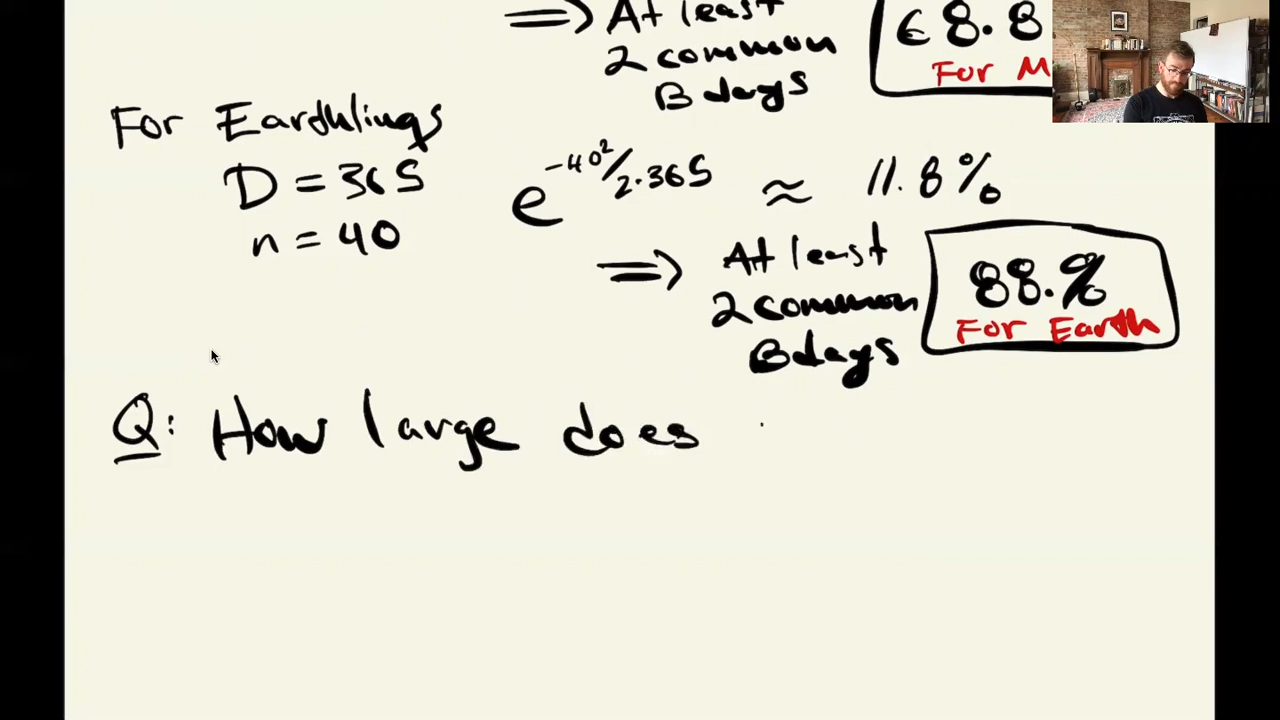 ⟹ At least
2 common
B days
68.8
For M
For Earthlings
D = 365
n = 40
e^{-40²/2·365} ≈ 11.8%
⟹ At least
2 common
Bdays
88.%
For Earth
Q: How large does